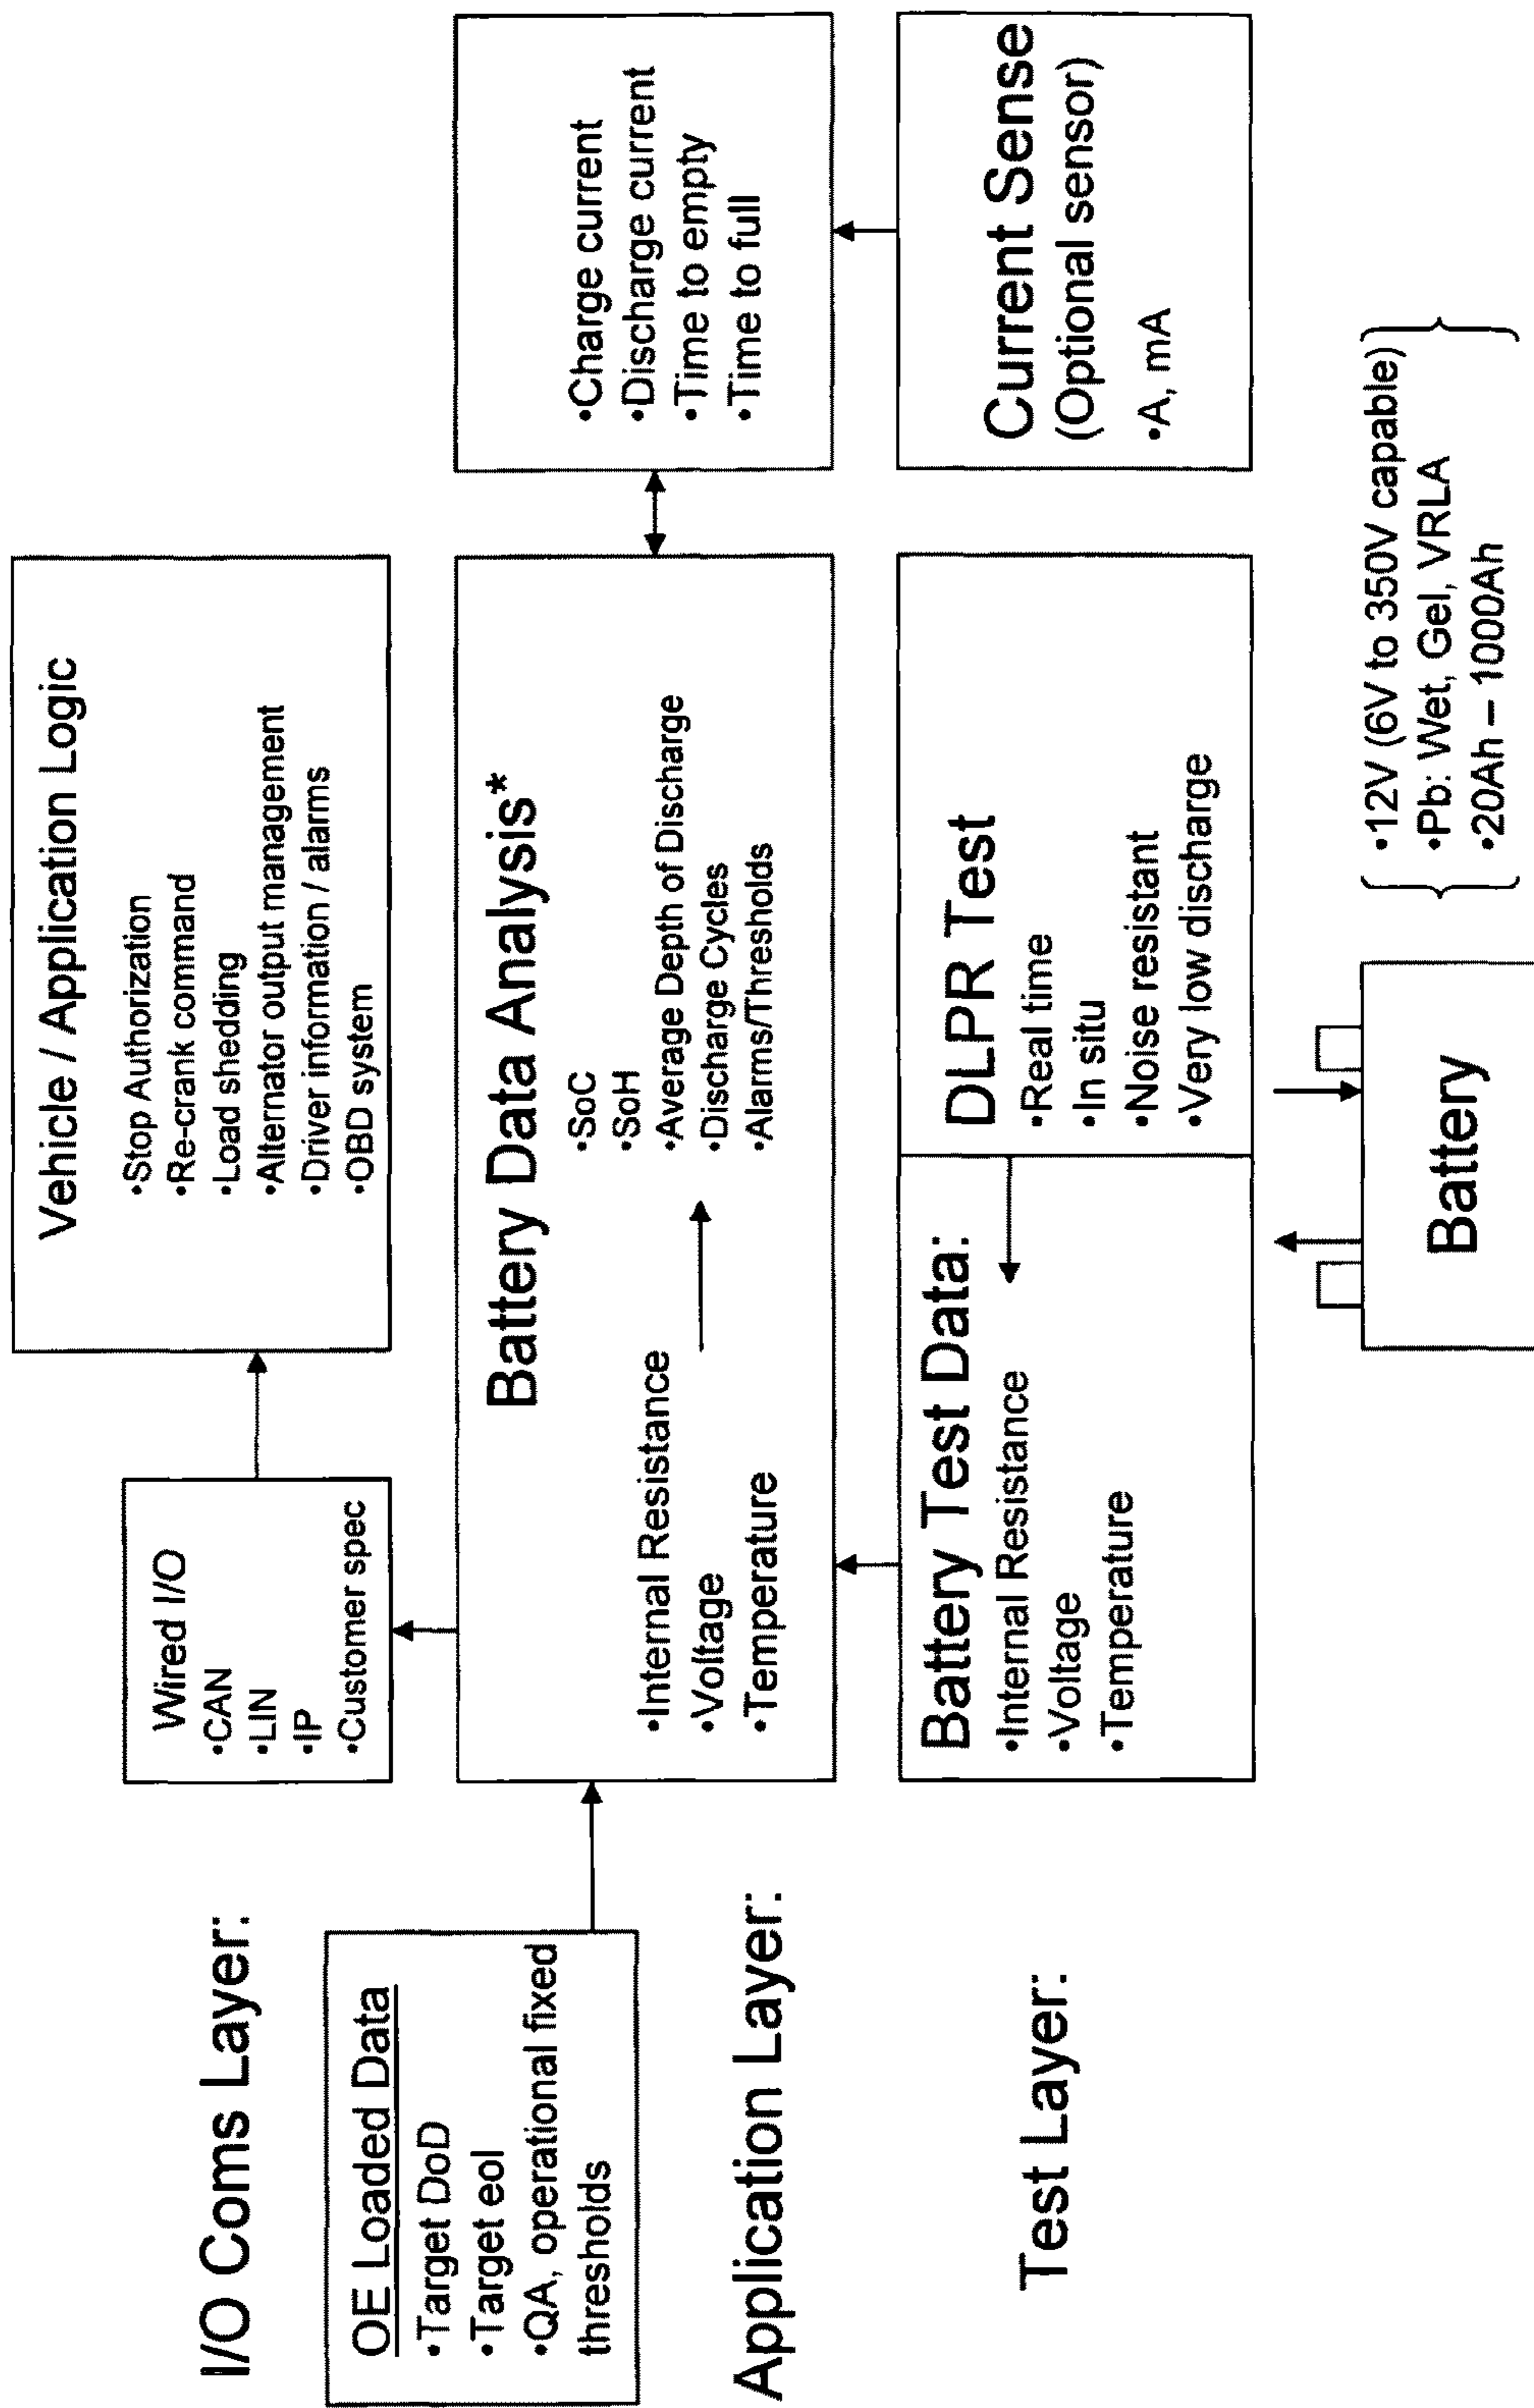 I/O Coms Layer:
Wired I/O
•CAN
•LIN
•IP
•Customer spec
Vehicle / Application Logic
•Stop Authorization
•Re-crank command
•Load shedding
•Alternator output management
•Driver information / alarms
•OBD system
OE Loaded Data
•Target DoD
•Target eol
•QA, operational fixed
thresholds
Application Layer:
Battery Data Analysis*
•Internal Resistance
•Voltage
•Temperature
•SoC
•SoH
•Average Depth of Discharge
•Discharge Cycles
•Alarms/Thresholds
•Charge current
•Discharge current
•Time to empty
•Time to full
Test Layer:
Battery Test Data:
•Internal Resistance
•Voltage
•Temperature
DLPR Test
•Real time
•In situ
•Noise resistant
•Very low discharge
Current Sense
(Optional sensor)
•A, mA
Battery
•12V (6V to 350V capable)
•Pb: Wet, Gel, VRLA
•20Ah – 1000Ah